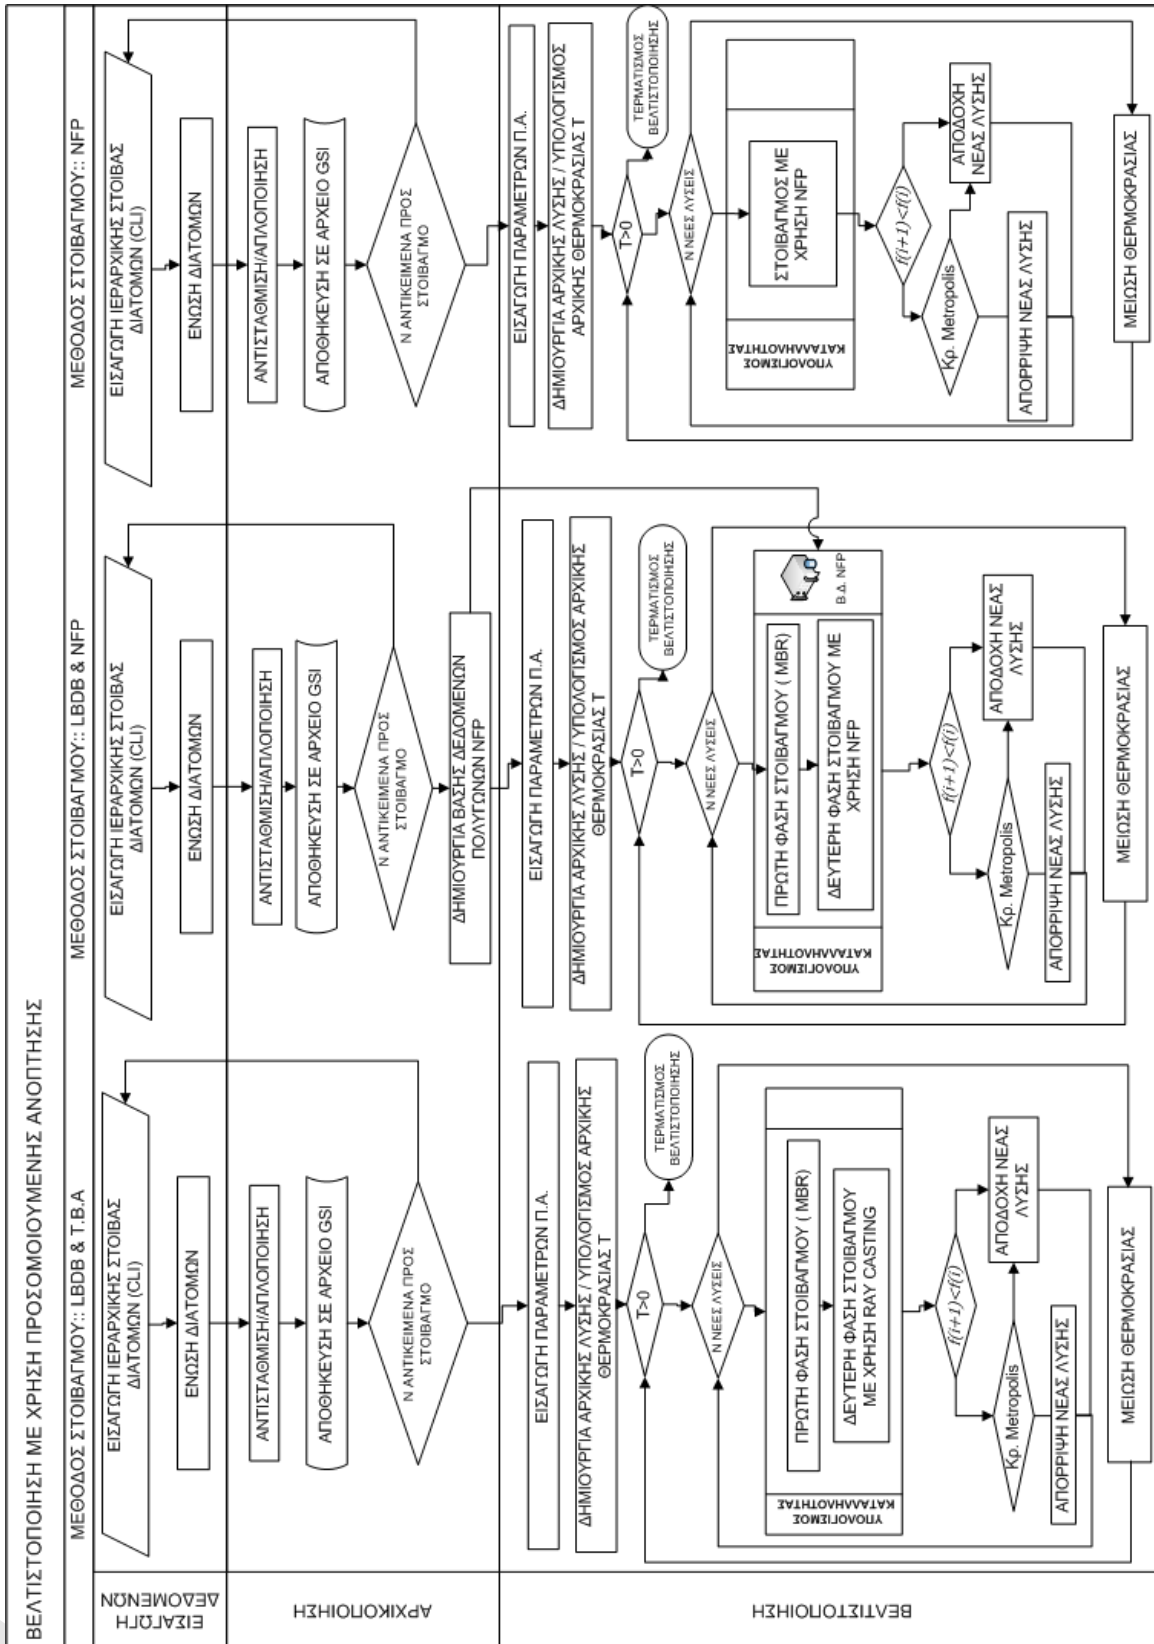 ΒΕΛΤΙΣΤΟΠΟΙΗΣΗ ΜΕ ΧΡΗΣΗ ΠΡΟΣΟΜΟΙΟΥΜΕΝΗΣ ΑΝΟΠΤΗΣΗΣ
ΕΙΣΑΓΩΓΗ
ΔΕΔΟΜΕΝΩΝ
ΑΡΧΙΚΟΠΟΙΗΣΗ
ΒΕΛΤΙΣΤΟΠΟΙΗΣΗ
ΜΕΘΟΔΟΣ ΣΤΟΙΒΑΓΜΟΥ:: LBDB & T.B.A
ΕΙΣΑΓΩΓΗ ΙΕΡΑΡΧΙΚΗΣ ΣΤΟΙΒΑΣ
ΔΙΑΤΟΜΩΝ (CLI)
ΕΝΩΣΗ ΔΙΑΤΟΜΩΝ
ΑΝΤΙΣΤΑΘΜΙΣΗ/ΑΠΛΟΠΟΙΗΣΗ
ΑΠΟΘΗΚΕΥΣΗ ΣΕ ΑΡΧΕΙΟ GSI
Ν ΑΝΤΙΚΕΙΜΕΝΑ ΠΡΟΣ
ΣΤΟΙΒΑΓΜΟ
ΕΙΣΑΓΩΓΗ ΠΑΡΑΜΕΤΡΩΝ Π.Α.
ΔΗΜΙΟΥΡΓΙΑ ΑΡΧΙΚΗΣ ΛΥΣΗΣ / ΥΠΟΛΟΓΙΣΜΟΣ ΑΡΧΙΚΗΣ
ΘΕΡΜΟΚΡΑΣΙΑΣ Τ
T>0
ΤΕΡΜΑΤΙΣΜΟΣ
ΒΕΛΤΙΣΤΟΠΟΙΗΣΗΣ
Ν ΝΕΕΣ ΛΥΣΕΙΣ
ΥΠΟΛΟΓΙΣΜΟΣ
ΚΑΤΑΛΛΗΛΟΤΗΤΑΣ
ΠΡΩΤΗ ΦΑΣΗ ΣΤΟΙΒΑΓΜΟΥ ( MBR)
ΔΕΥΤΕΡΗ ΦΑΣΗ ΣΤΟΙΒΑΓΜΟΥ
ΜΕ ΧΡΗΣΗ RAY CASTING
f(i+1)<f(i)
Κρ. Metropolis
ΑΠΟΔΟΧΗ ΝΕΑΣ
ΛΥΣΗΣ
ΑΠΟΡΡΙΨΗ ΝΕΑΣ ΛΥΣΗΣ
ΜΕΙΩΣΗ ΘΕΡΜΟΚΡΑΣΙΑΣ
ΜΕΘΟΔΟΣ ΣΤΟΙΒΑΓΜΟΥ:: LBDB & NFP
ΕΙΣΑΓΩΓΗ ΙΕΡΑΡΧΙΚΗΣ ΣΤΟΙΒΑΣ
ΔΙΑΤΟΜΩΝ (CLI)
ΕΝΩΣΗ ΔΙΑΤΟΜΩΝ
ΑΝΤΙΣΤΑΘΜΙΣΗ/ΑΠΛΟΠΟΙΗΣΗ
ΑΠΟΘΗΚΕΥΣΗ ΣΕ ΑΡΧΕΙΟ GSI
Ν ΑΝΤΙΚΕΙΜΕΝΑ ΠΡΟΣ
ΣΤΟΙΒΑΓΜΟ
ΔΗΜΙΟΥΡΓΙΑ ΒΑΣΗΣ ΔΕΔΟΜΕΝΩΝ
ΠΟΛΥΓΩΝΩΝ NFP
ΕΙΣΑΓΩΓΗ ΠΑΡΑΜΕΤΡΩΝ Π.Α.
ΔΗΜΙΟΥΡΓΙΑ ΑΡΧΙΚΗΣ ΛΥΣΗΣ / ΥΠΟΛΟΓΙΣΜΟΣ ΑΡΧΙΚΗΣ
ΘΕΡΜΟΚΡΑΣΙΑΣ Τ
T>0
ΤΕΡΜΑΤΙΣΜΟΣ
ΒΕΛΤΙΣΤΟΠΟΙΗΣΗΣ
Ν ΝΕΕΣ ΛΥΣΕΙΣ
ΥΠΟΛΟΓΙΣΜΟΣ
ΚΑΤΑΛΛΗΛΟΤΗΤΑΣ
ΠΡΩΤΗ ΦΑΣΗ ΣΤΟΙΒΑΓΜΟΥ ( MBR)
ΔΕΥΤΕΡΗ ΦΑΣΗ ΣΤΟΙΒΑΓΜΟΥ ΜΕ
ΧΡΗΣΗ NFP
Β.Δ. NFP
f(i+1)<f(i)
Κρ. Metropolis
ΑΠΟΔΟΧΗ ΝΕΑΣ
ΛΥΣΗΣ
ΑΠΟΡΡΙΨΗ ΝΕΑΣ ΛΥΣΗΣ
ΜΕΙΩΣΗ ΘΕΡΜΟΚΡΑΣΙΑΣ
ΜΕΘΟΔΟΣ ΣΤΟΙΒΑΓΜΟΥ:: NFP
ΕΙΣΑΓΩΓΗ ΙΕΡΑΡΧΙΚΗΣ ΣΤΟΙΒΑΣ
ΔΙΑΤΟΜΩΝ (CLI)
ΕΝΩΣΗ ΔΙΑΤΟΜΩΝ
ΑΝΤΙΣΤΑΘΜΙΣΗ/ΑΠΛΟΠΟΙΗΣΗ
ΑΠΟΘΗΚΕΥΣΗ ΣΕ ΑΡΧΕΙΟ GSI
Ν ΑΝΤΙΚΕΙΜΕΝΑ ΠΡΟΣ
ΣΤΟΙΒΑΓΜΟ
ΕΙΣΑΓΩΓΗ ΠΑΡΑΜΕΤΡΩΝ Π.Α.
ΔΗΜΙΟΥΡΓΙΑ ΑΡΧΙΚΗΣ ΛΥΣΗΣ / ΥΠΟΛΟΓΙΣΜΟΣ
ΑΡΧΙΚΗΣ ΘΕΡΜΟΚΡΑΣΙΑΣ Τ
T>0
ΤΕΡΜΑΤΙΣΜΟΣ
ΒΕΛΤΙΣΤΟΠΟΙΗΣΗΣ
Ν ΝΕΕΣ ΛΥΣΕΙΣ
ΥΠΟΛΟΓΙΣΜΟΣ
ΚΑΤΑΛΛΗΛΟΤΗΤΑΣ
ΣΤΟΙΒΑΓΜΟΣ ΜΕ
ΧΡΗΣΗ NFP
f(i+1)<f(i)
Κρ. Metropolis
ΑΠΟΔΟΧΗ
ΝΕΑΣ ΛΥΣΗΣ
ΑΠΟΡΡΙΨΗ ΝΕΑΣ ΛΥΣΗΣ
ΜΕΙΩΣΗ ΘΕΡΜΟΚΡΑΣΙΑΣ